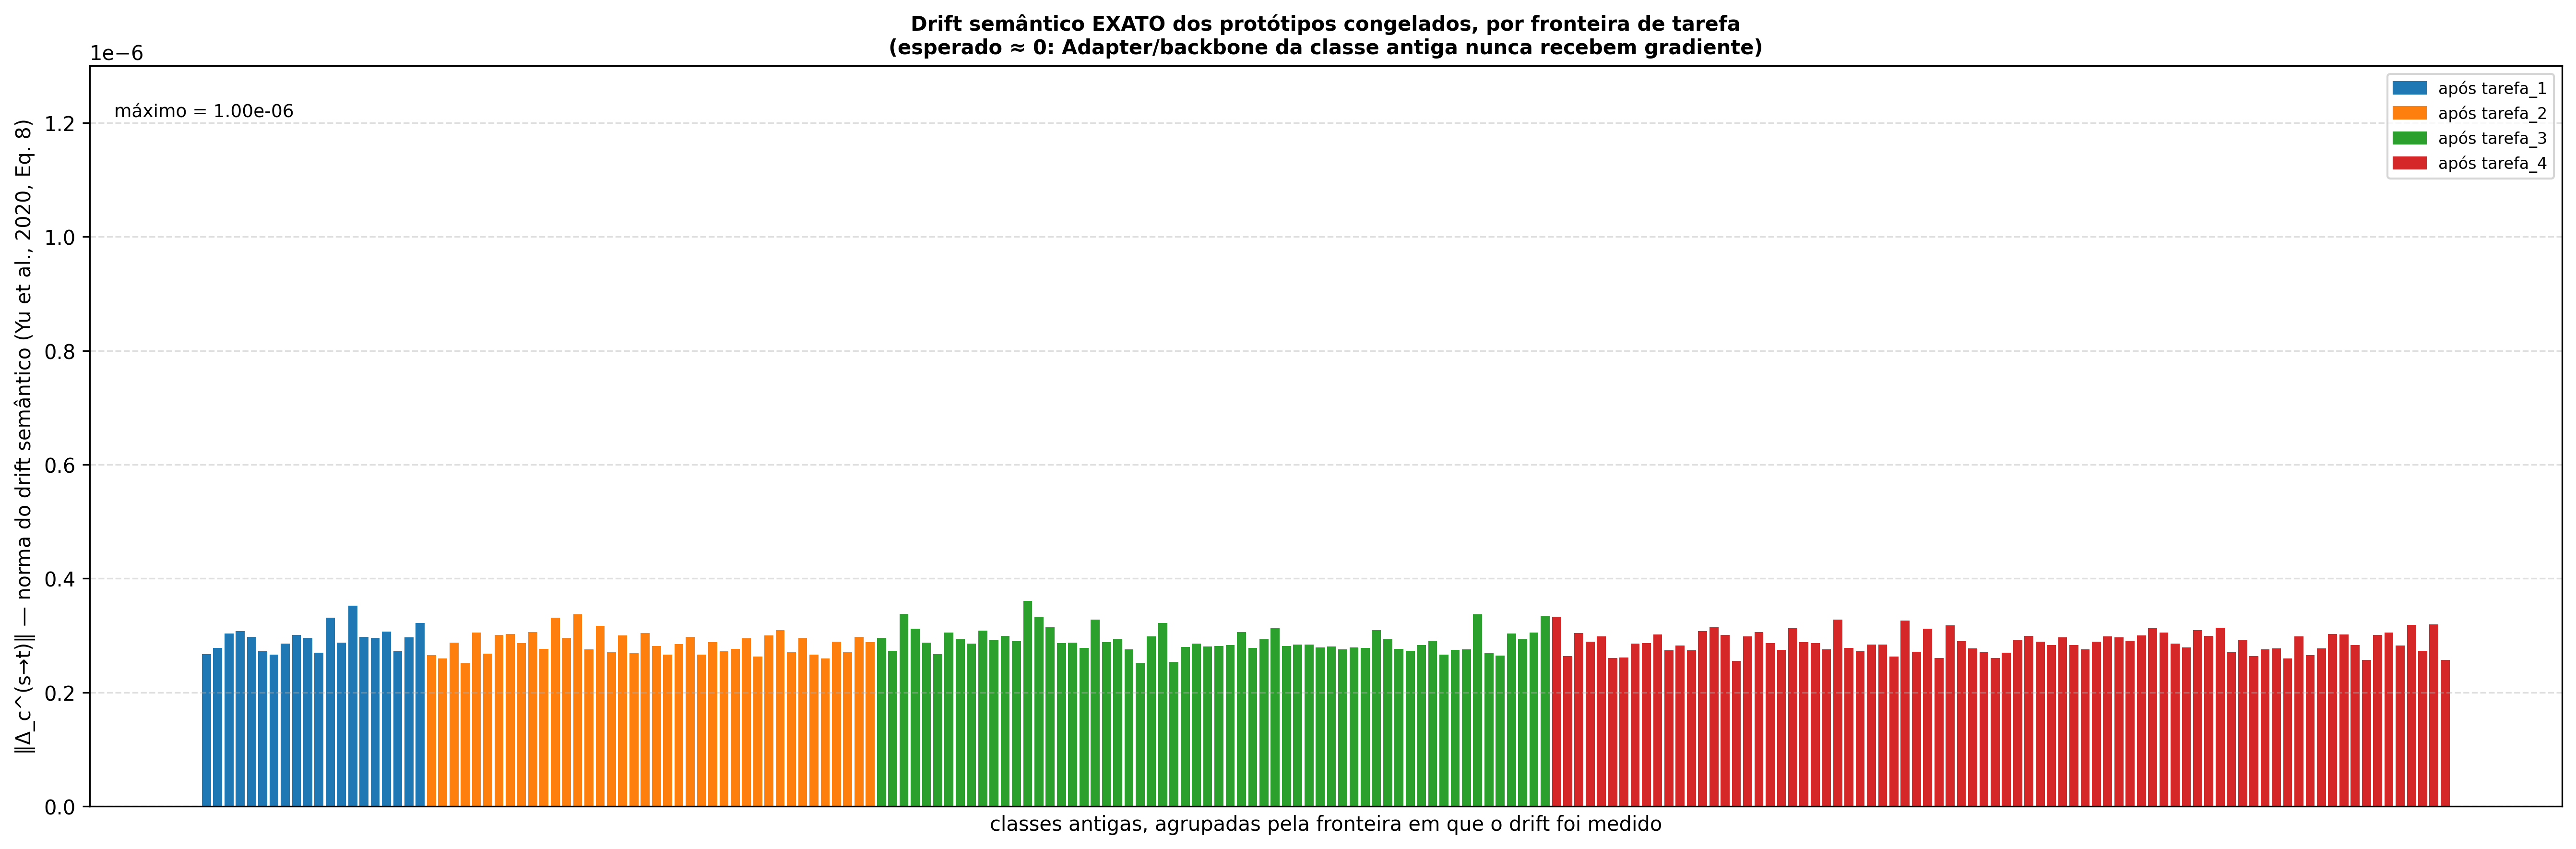 Drift semântico EXATO dos protótipos congelados, por fronteira de tarefa
(esperado ≈ 0: Adapter/backbone da classe antiga nunca recebem gradiente)
1e−6
máximo = 1.00e-06
após tarefa_1
após tarefa_2
após tarefa_3
após tarefa_4
‖Δ_c^(s→t)‖ — norma do drift semântico (Yu et al., 2020, Eq. 8)
1.2
1.0
0.8
0.6
0.4
0.2
0.0
classes antigas, agrupadas pela fronteira em que o drift foi medido